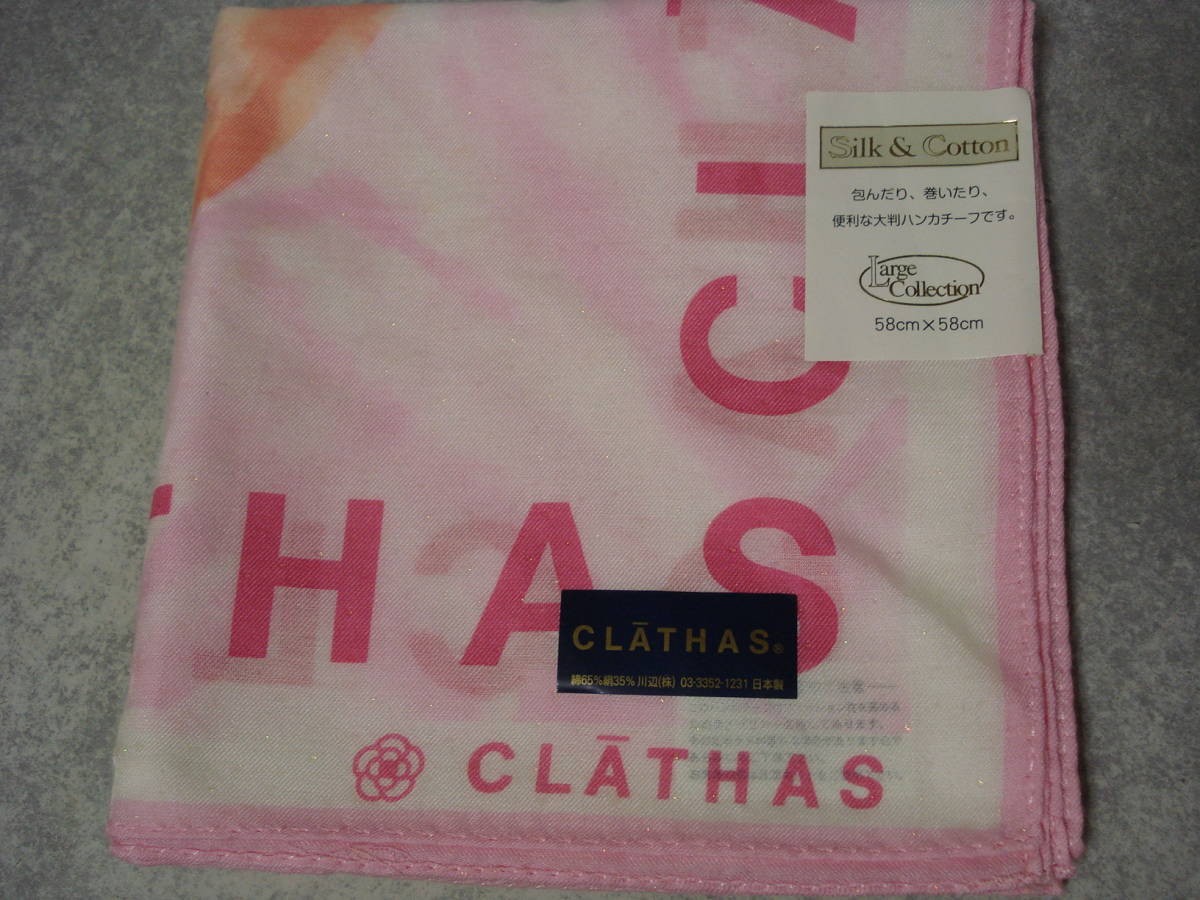 Silk & Cotton
包んだり、巻いたり、
便利な大判ハンカチーフです。
Large
Collection
58cm×58cm
C
HAS
CLĀTHAS®
綿65%絹35% 川辺(株) 03-3352-1231 日本製
CLĀTHAS